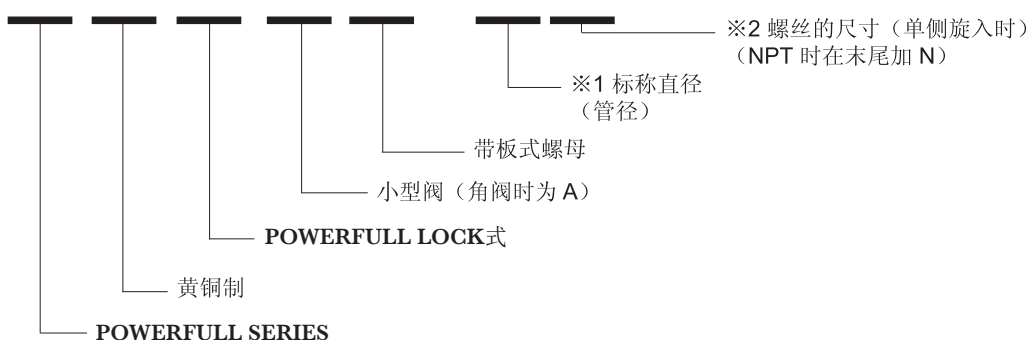 ※2 螺丝的尺寸（单侧旋入时）
（NPT 时在末尾加 N）
※1 标称直径
（管径）
带板式螺母
小型阀（角阀时为 A）
POWERFULL LOCK式
黄铜制
POWERFULL SERIES